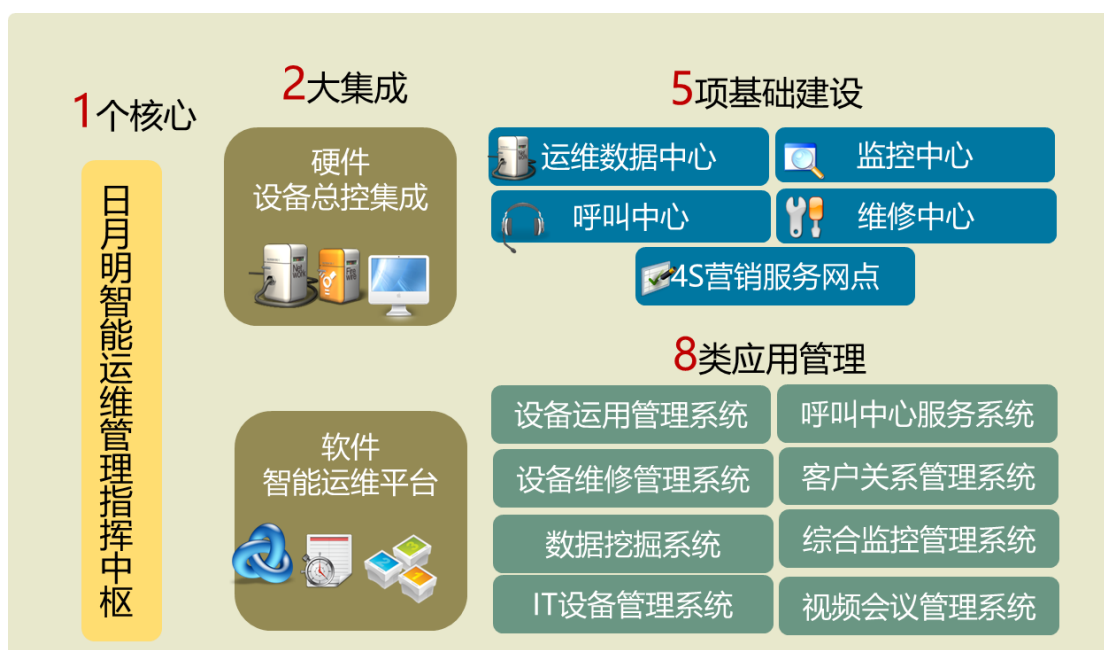 1个核心
日月明智能运维管理指挥中枢
2大集成
硬件
设备总控集成
软件
智能运维平台
5项基础建设
运维数据中心
监控中心
呼叫中心
维修中心
4S营销服务网点
8类应用管理
设备运用管理系统
呼叫中心服务系统
设备维修管理系统
客户关系管理系统
数据挖掘系统
综合监控管理系统
IT设备管理系统
视频会议管理系统